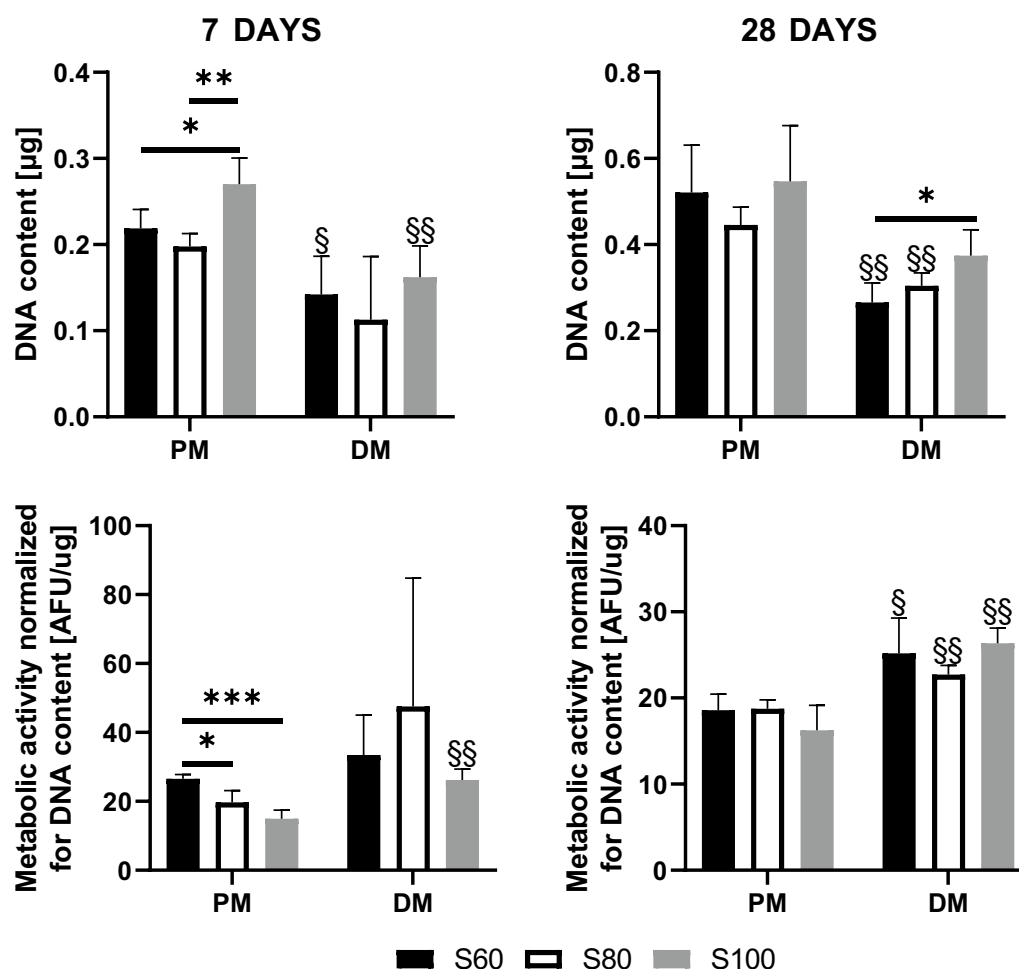 7 DAYS
28 DAYS
DNA content [µg]
0.4
0.3
0.2
0.1
0.0
**
*
§
§§
PM
DM
DNA content [µg]
0.8
0.6
0.4
0.2
0.0
*
§§
§§
PM
DM
Metabolic activity normalized
for DNA content [AFU/ug]
100
80
60
40
20
0
***
*
§§
PM
DM
Metabolic activity normalized
for DNA content [AFU/ug]
40
30
20
10
0
§
§§
§§
PM
DM
S60 S80 S100